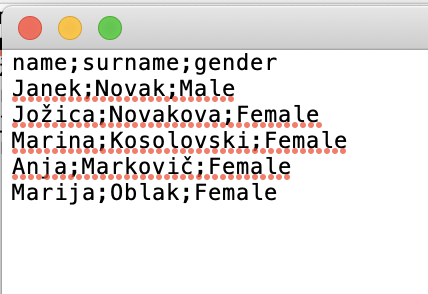 name;surname;gender
Janek;Novak;Male
Jožica;Novakova;Female
Marina;Kosolovski;Female
Anja;Markovič;Female
Marija;Oblak;Female